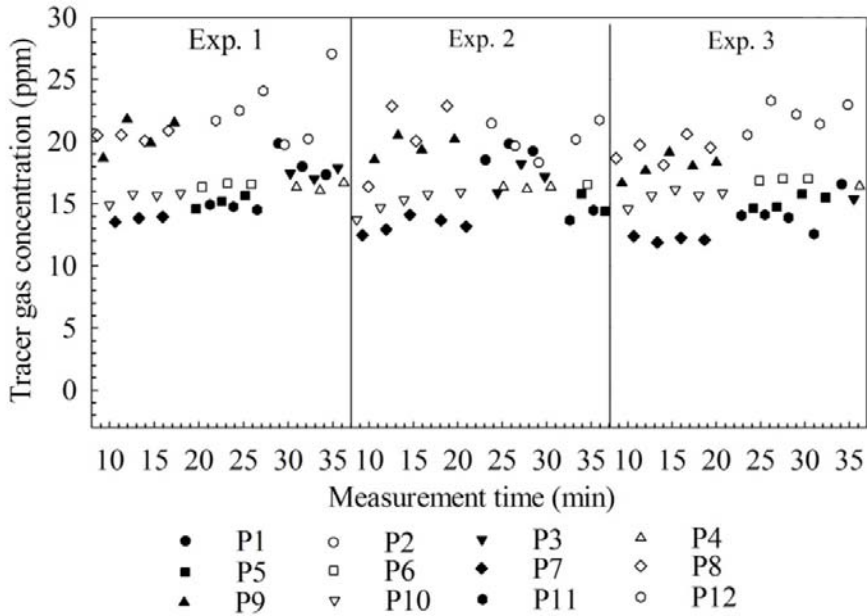 Exp. 1 Exp. 2 Exp. 3
Tracer gas concentration (ppm)
30
25
20
15
10
5
0
10 15 20 25 30 35 10 15 20 25 30 35 10 15 20 25 30 35
Measurement time (min)
P1 P2 P3 P4
P5 P6 P7 P8
P9 P10 P11 P12